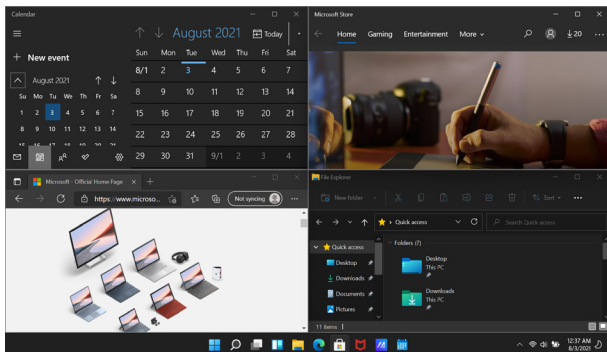 Calendar
August 2021
Today
New event
Sun Mon Tue Wed Thu Fri Sat
8/1 2 3 4 5 6 7
8 9 10 11 12 13 14
15 16 17 18 19 20 21
22 23 24 25 26 27 28
29 30 31 9/1 2 3 4
August 2021
Su Mo Tu We Th Fr Sa
1 2 3 4 5 6 7
8 9 10 11 12 13 14
Microsoft Store
Home Gaming Entertainment More
20
Microsoft - Official Home Page
https://www.microso...
Not syncing
File Explorer
New folder
Sort
Quick access
Search Quick access
Quick access
Desktop
Downloads
Documents
Pictures
Folders (7)
Desktop
This PC
Downloads
This PC
11 items
12:37 AM
8/3/2021